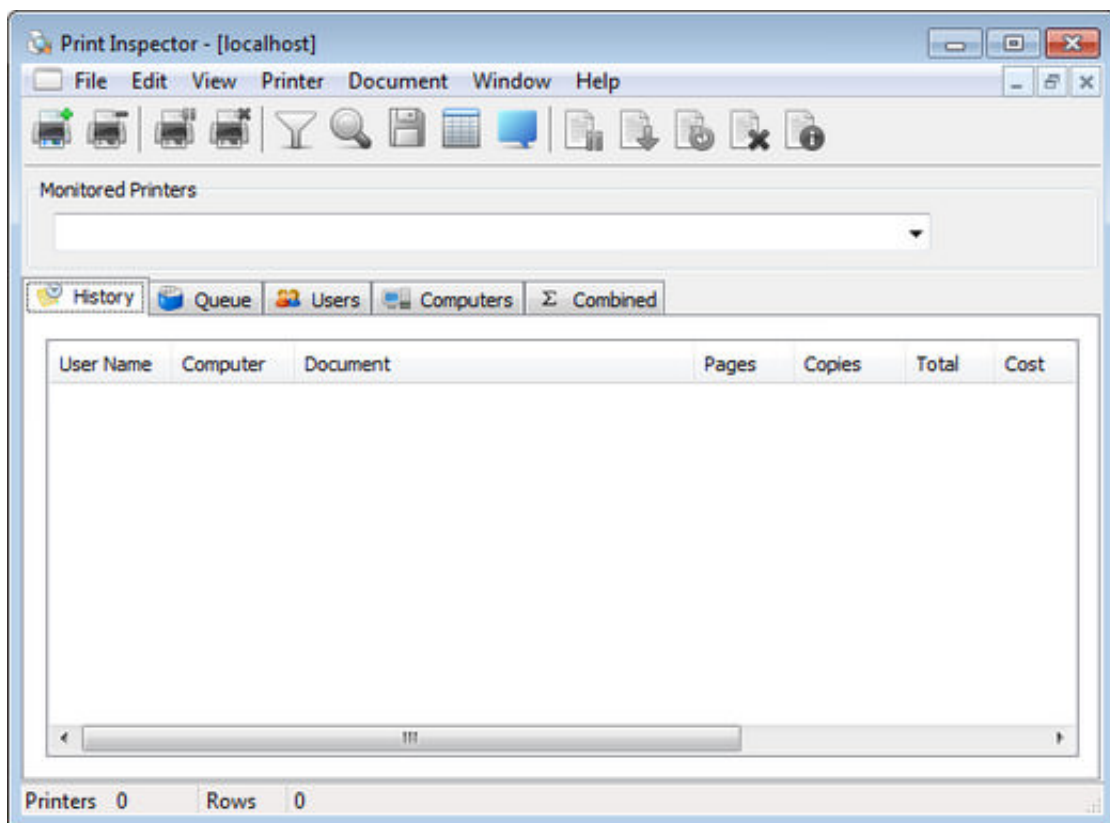 Print Inspector - [localhost]
File Edit View Printer Document Window Help
Monitored Printers
History Queue Users Computers Σ Combined
User Name Computer Document Pages Copies Total Cost
Printers 0 Rows 0